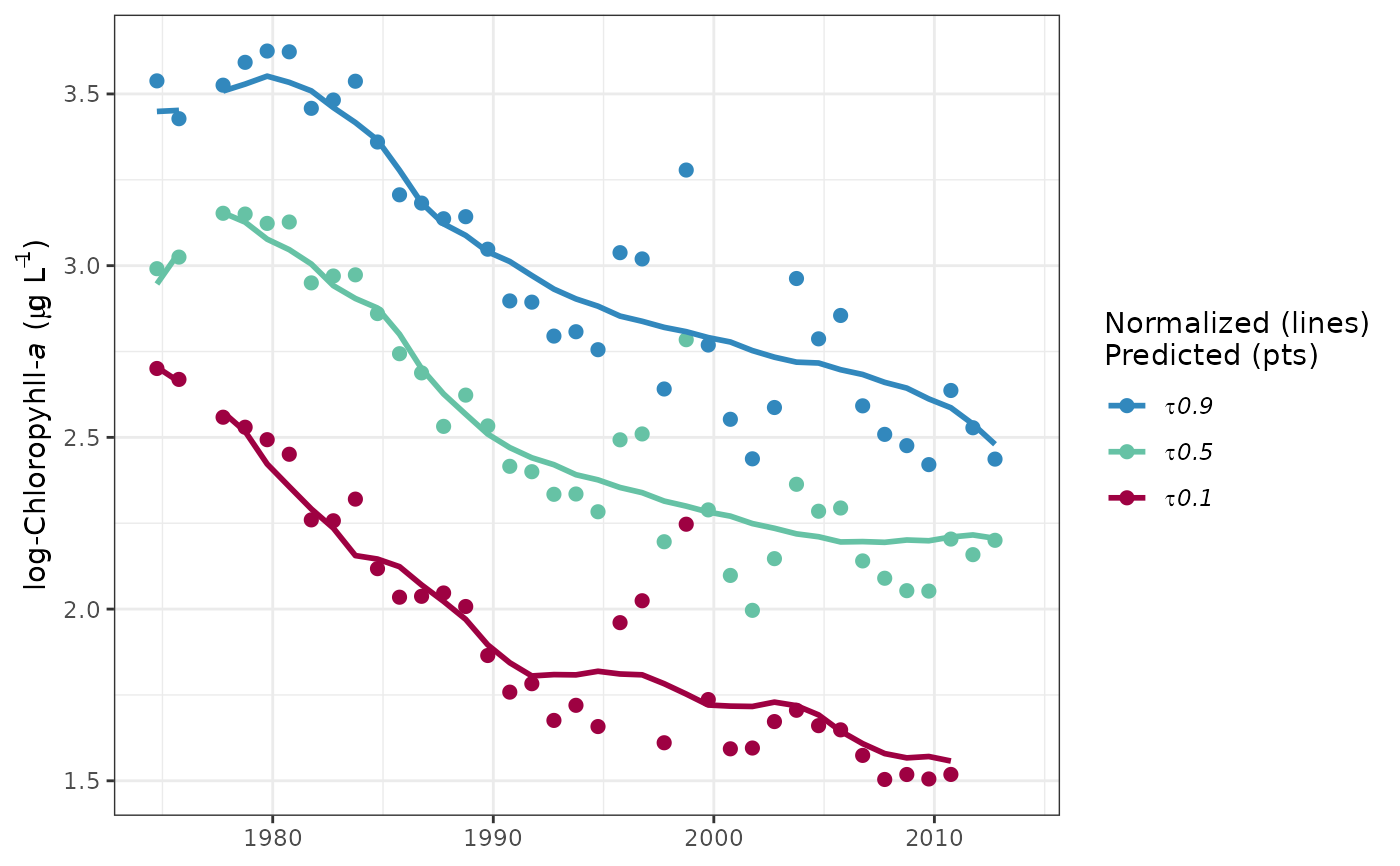 log-Chloropyhll-a (μg L⁻¹)
3.5
3.0
2.5
2.0
1.5
1980 1990 2000 2010
Normalized (lines)
Predicted (pts)
τ0.9
τ0.5
τ0.1